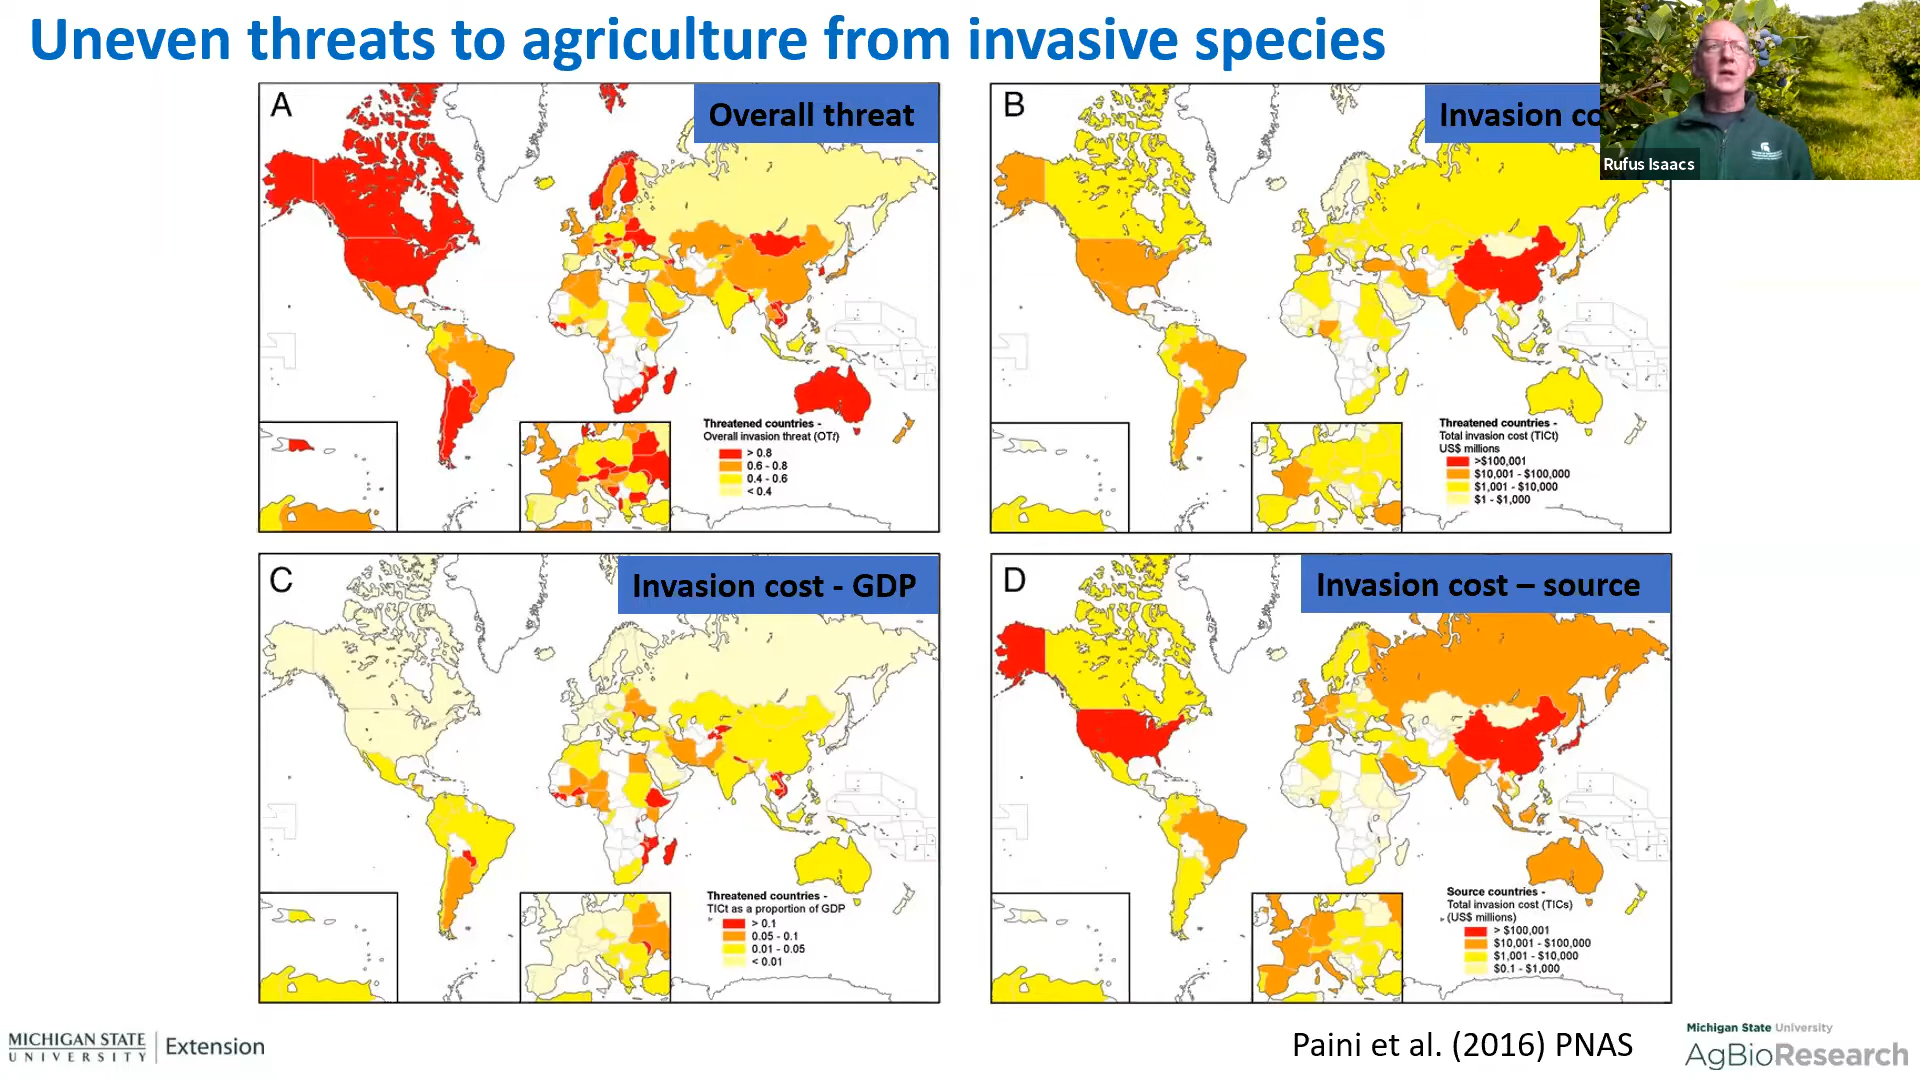 Uneven threats to agriculture from invasive species
A
Overall threat
Threatened countries -
Overall invasion threat (OTt)
> 0.8
0.6 - 0.8
0.4 - 0.6
< 0.4
B
Invasion co
Rufus Isaacs
Threatened countries -
Total invasion cost (TICt)
US$ millions
>$100,001
$10,001 - $100,000
$1,001 - $10,000
$1 - $1,000
C
Invasion cost - GDP
Threatened countries -
TICt as a proportion of GDP
> 0.1
0.05 - 0.1
0.01 - 0.05
< 0.01
D
Invasion cost – source
Source countries -
Total invasion cost (TICs)
(US$ millions)
> $100,001
$10,001 - $100,000
$1,001 - $10,000
$0.1 - $1,000
MICHIGAN STATE
UNIVERSITY
Extension
Paini et al. (2016) PNAS
Michigan State University
AgBioResearch